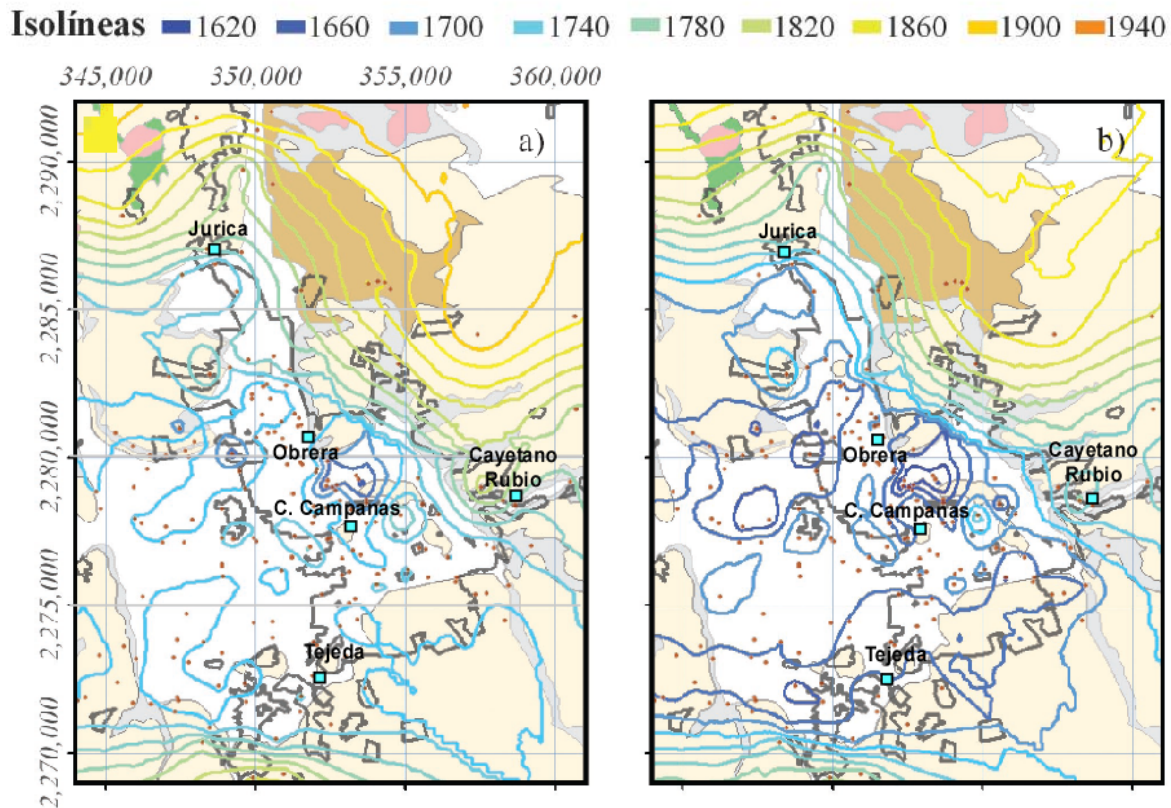 Isolíneas 1620 1660 1700 1740 1780 1820 1860 1900 1940
345,000 350,000 355,000 360,000
a)
b)
2,290,000
Jurica
Jurica
2,285,000
2,280,000
Obrera
Cayetano
Rubio
C. Campanas
Obrera
Cayetano
Rubio
C. Campanas
2,275,000
Tejeda
Tejeda
2,270,000